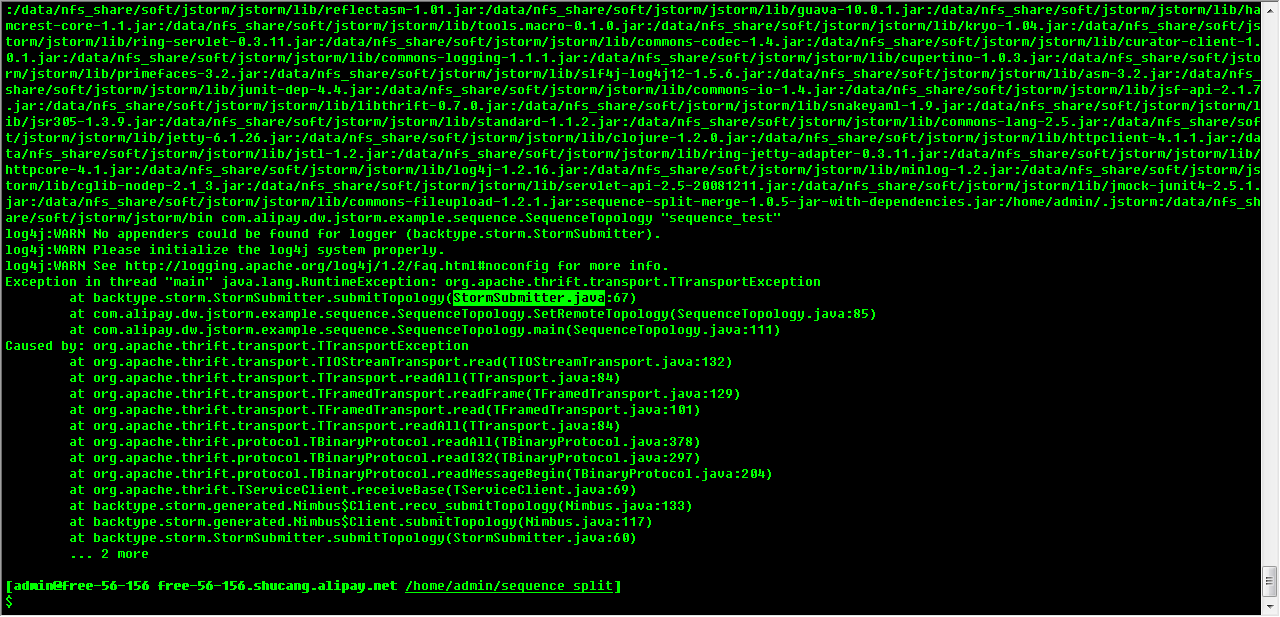 :/data/nfs_share/soft/jstorm/jstorm/lib/reflectasm-1.01.jar:/data/nfs_share/soft/jstorm/jstorm/lib/guava-10.0.1.jar:/data/nfs_share/soft/jstorm/jstorm/lib/ha
mcrest-core-1.1.jar:/data/nfs_share/soft/jstorm/jstorm/lib/tools.macro-0.1.0.jar:/data/nfs_share/soft/jstorm/jstorm/lib/kryo-1.04.jar:/data/nfs_share/soft/js
torm/jstorm/lib/ring-servlet-0.3.11.jar:/data/nfs_share/soft/jstorm/jstorm/lib/commons-codec-1.4.jar:/data/nfs_share/soft/jstorm/jstorm/lib/curator-client-1.
0.1.jar:/data/nfs_share/soft/jstorm/jstorm/lib/commons-logging-1.1.1.jar:/data/nfs_share/soft/jstorm/jstorm/lib/cupertino-1.0.3.jar:/data/nfs_share/soft/jsto
rm/jstorm/lib/primefaces-3.2.jar:/data/nfs_share/soft/jstorm/jstorm/lib/slf4j-log4j12-1.5.6.jar:/data/nfs_share/soft/jstorm/jstorm/lib/asm-3.2.jar:/data/nfs_
share/soft/jstorm/jstorm/lib/junit-dep-4.4.jar:/data/nfs_share/soft/jstorm/jstorm/lib/commons-io-1.4.jar:/data/nfs_share/soft/jstorm/jstorm/lib/jsf-api-2.1.7
.jar:/data/nfs_share/soft/jstorm/jstorm/lib/libthrift-0.7.0.jar:/data/nfs_share/soft/jstorm/jstorm/lib/snakeyaml-1.9.jar:/data/nfs_share/soft/jstorm/jstorm/l
ib/jsr305-1.3.9.jar:/data/nfs_share/soft/jstorm/jstorm/lib/standard-1.1.2.jar:/data/nfs_share/soft/jstorm/jstorm/lib/commons-lang-2.5.jar:/data/nfs_share/sof
t/jstorm/jstorm/lib/jetty-6.1.26.jar:/data/nfs_share/soft/jstorm/jstorm/lib/clojure-1.2.0.jar:/data/nfs_share/soft/jstorm/jstorm/lib/httpclient-4.1.1.jar:/da
ta/nfs_share/soft/jstorm/jstorm/lib/jstl-1.2.jar:/data/nfs_share/soft/jstorm/jstorm/lib/ring-jetty-adapter-0.3.11.jar:/data/nfs_share/soft/jstorm/jstorm/lib/
httpcore-4.1.jar:/data/nfs_share/soft/jstorm/jstorm/lib/log4j-1.2.16.jar:/data/nfs_share/soft/jstorm/jstorm/lib/minlog-1.2.jar:/data/nfs_share/soft/jstorm/js
torm/lib/cglib-nodep-2.1_3.jar:/data/nfs_share/soft/jstorm/jstorm/lib/servlet-api-2.5-20081211.jar:/data/nfs_share/soft/jstorm/jstorm/lib/jmock-junit4-2.5.1.
jar:/data/nfs_share/soft/jstorm/jstorm/lib/commons-fileupload-1.2.1.jar:sequence-split-merge-1.0.5-jar-with-dependencies.jar:/home/admin/.jstorm:/data/nfs_sh
are/soft/jstorm/jstorm/bin com.alipay.dw.jstorm.example.sequence.SequenceTopology "sequence_test"
log4j:WARN No appenders could be found for logger (backtype.storm.StormSubmitter).
log4j:WARN Please initialize the log4j system properly.
log4j:WARN See http://logging.apache.org/log4j/1.2/faq.html#noconfig for more info.
Exception in thread "main" java.lang.RuntimeException: org.apache.thrift.transport.TTransportException
at backtype.storm.StormSubmitter.submitTopology(StormSubmitter.java:67)
at com.alipay.dw.jstorm.example.sequence.SequenceTopology.SetRemoteTopology(SequenceTopology.java:85)
at com.alipay.dw.jstorm.example.sequence.SequenceTopology.main(SequenceTopology.java:111)
Caused by: org.apache.thrift.transport.TTransportException
at org.apache.thrift.transport.TIOStreamTransport.read(TIOStreamTransport.java:132)
at org.apache.thrift.transport.TTransport.readAll(TTransport.java:84)
at org.apache.thrift.transport.TFramedTransport.readFrame(TFramedTransport.java:129)
at org.apache.thrift.transport.TFramedTransport.read(TFramedTransport.java:101)
at org.apache.thrift.transport.TTransport.readAll(TTransport.java:84)
at org.apache.thrift.protocol.TBinaryProtocol.readAll(TBinaryProtocol.java:378)
at org.apache.thrift.protocol.TBinaryProtocol.readI32(TBinaryProtocol.java:297)
at org.apache.thrift.protocol.TBinaryProtocol.readMessageBegin(TBinaryProtocol.java:204)
at org.apache.thrift.TServiceClient.receiveBase(TServiceClient.java:69)
at backtype.storm.generated.Nimbus$Client.recv_submitTopology(Nimbus.java:133)
at backtype.storm.generated.Nimbus$Client.submitTopology(Nimbus.java:117)
at backtype.storm.StormSubmitter.submitTopology(StormSubmitter.java:60)
... 2 more
[admin@free-56-156 free-56-156.shucang.alipay.net /home/admin/sequence_split]
$